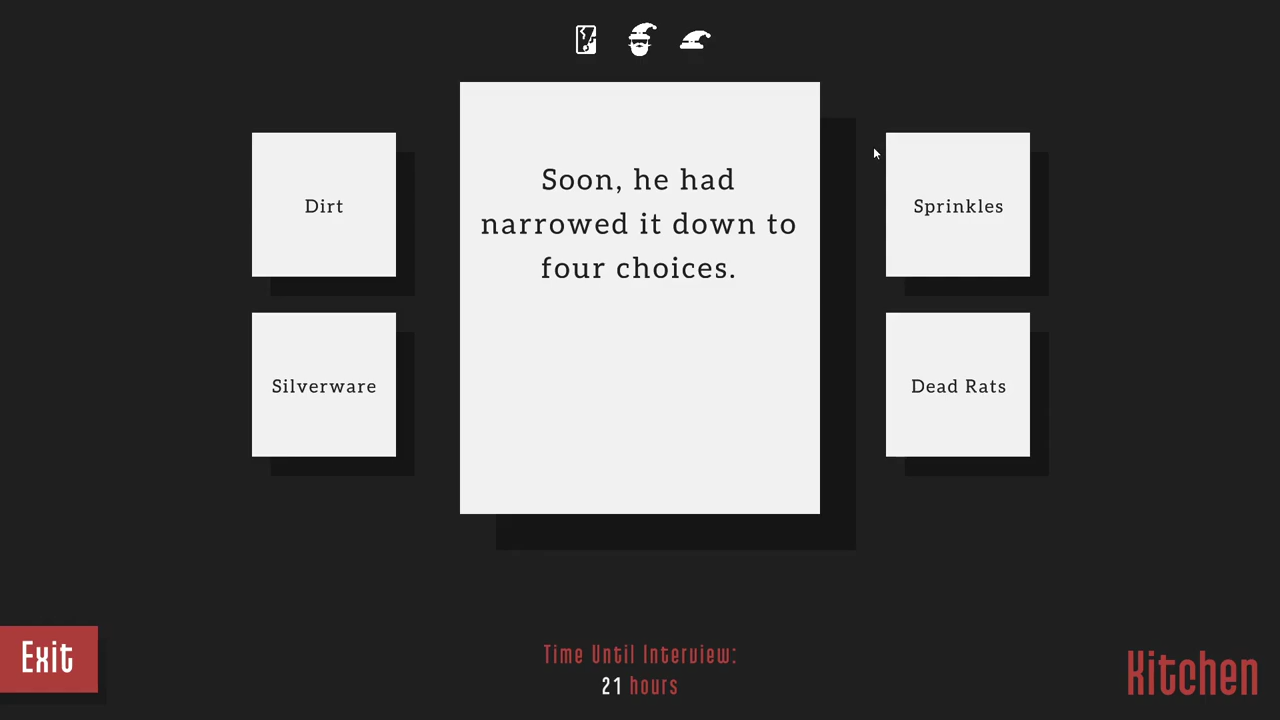 Dirt
Silverware
Soon, he had
narrowed it down to
four choices.
Sprinkles
Dead Rats
Exit
Time Until Interview:
21 hours
Kitchen